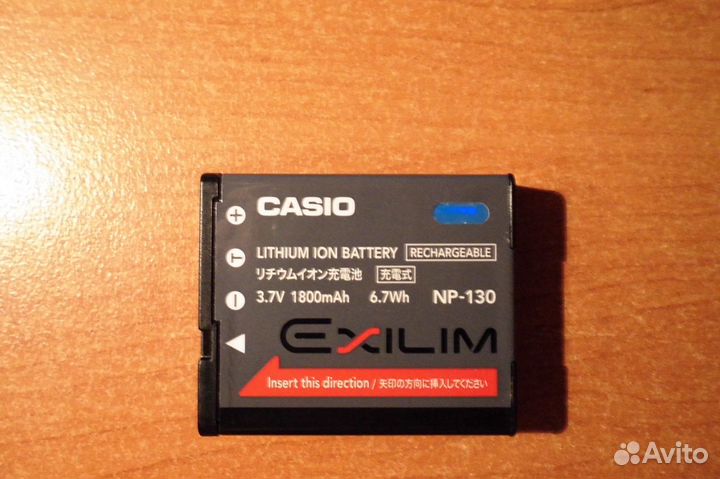 CASIO
+
T LITHIUM ION BATTERY RECHARGEABLE
リチウムイオン充電池 充電式
− 3.7V 1800mAh 6.7Wh NP-130
EXILIM
Insert this direction / 矢印の方向に挿入してください
Avito